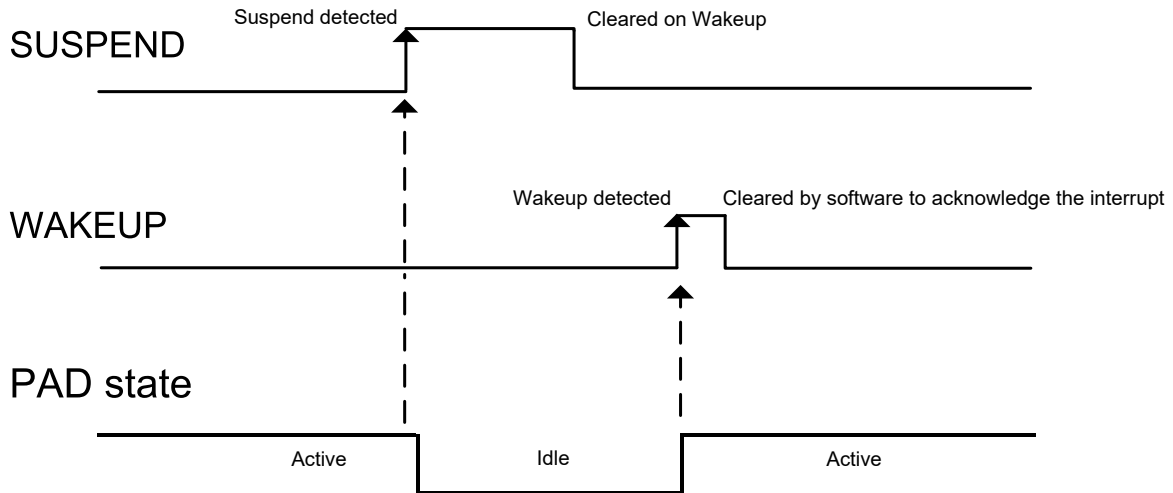 Suspend detected
Cleared on Wakeup
SUSPEND
Wakeup detected
Cleared by software to acknowledge the interrupt
WAKEUP
PAD state
Active
Idle
Active